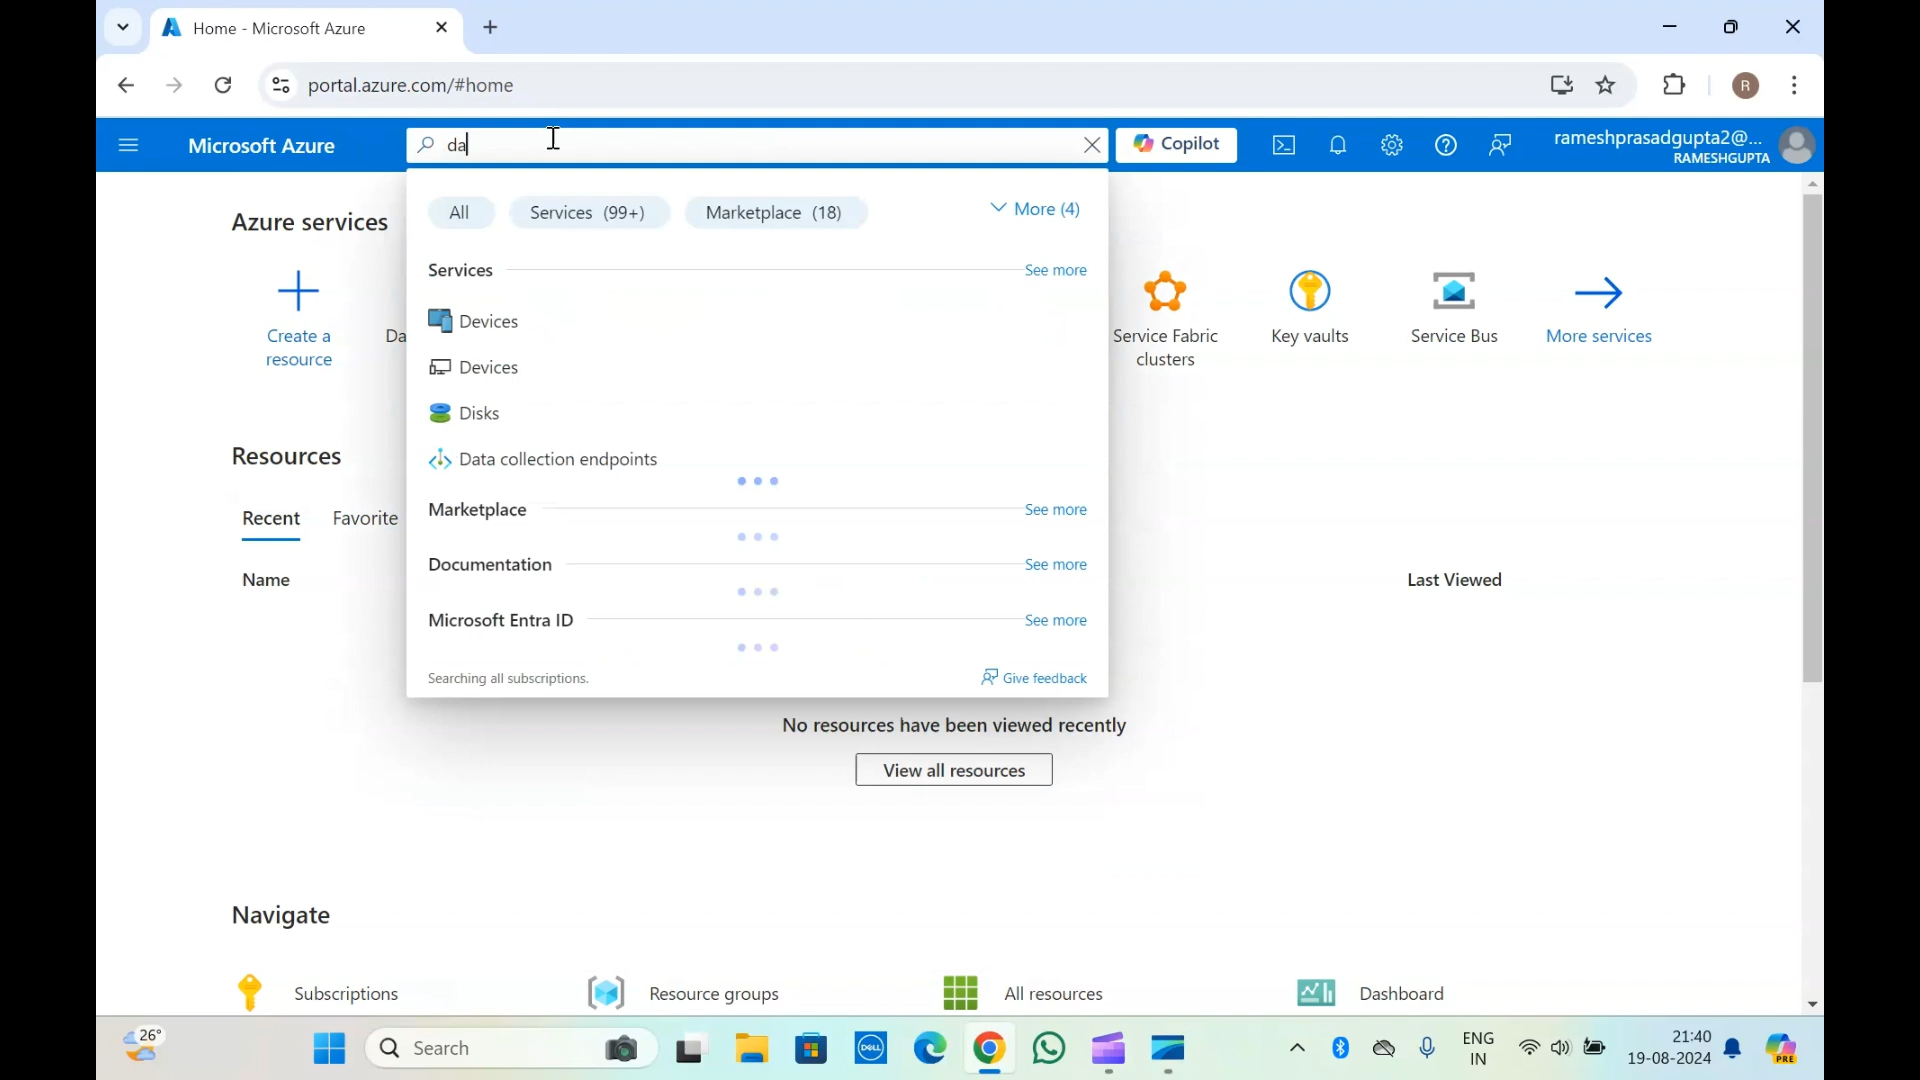 Home - Microsoft Azure
portal.azure.com/#home
R
Microsoft Azure
da
Copilot
rameshprasadgupta2@...
RAMESHGUPTA
All
Services (99+)
Marketplace (18)
More (4)
Azure services
Services
See more
Devices
Create a
resource
Da
Service Fabric
clusters
Key vaults
Service Bus
More services
Devices
Disks
Resources
Data collection endpoints
Marketplace
See more
Recent
Favorite
Documentation
See more
Name
Last Viewed
Microsoft Entra ID
See more
Searching all subscriptions.
Give feedback
No resources have been viewed recently
View all resources
Navigate
Subscriptions
Resource groups
All resources
Dashboard
26°
Search
DELL
ENG
IN
21:40
19-08-2024
PRE